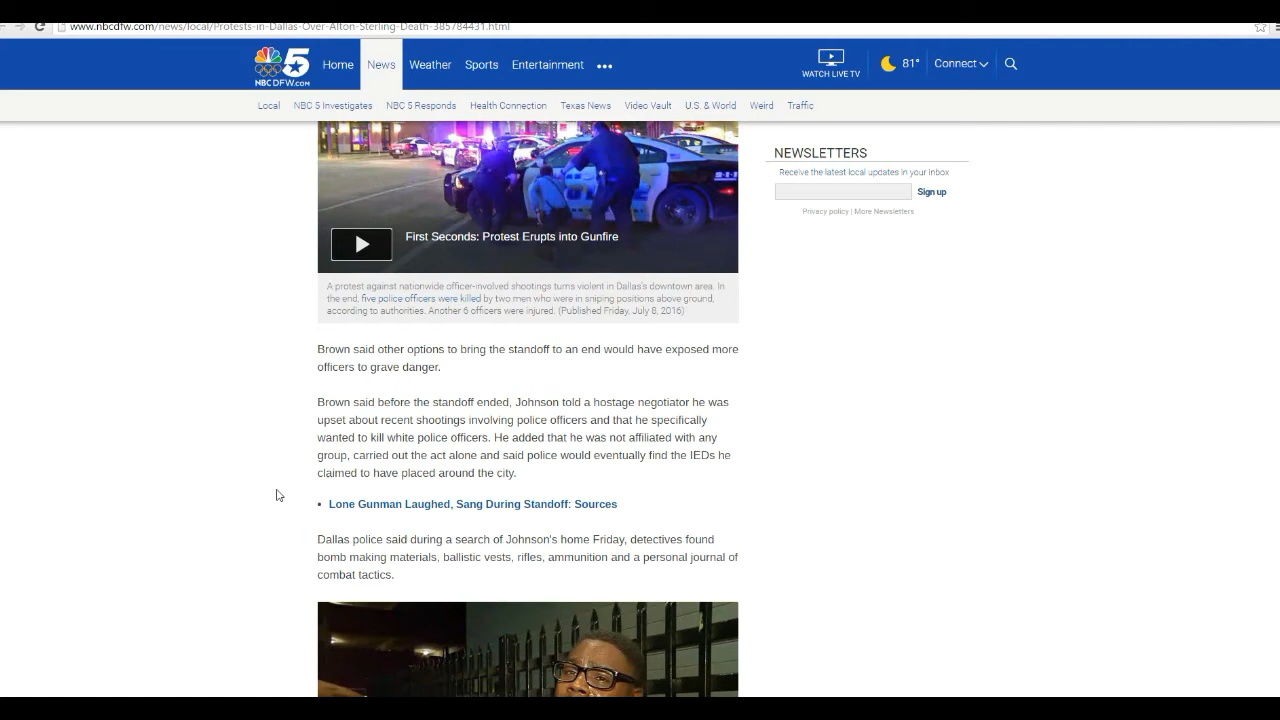 www.nbcdfw.com/news/local/Protests-in-Dallas-Over-Alton-Sterling-Death-385784431.html
5
NBCDFW.COM
Home News Weather Sports Entertainment •••
WATCH LIVE TV
81° Connect
Local NBC 5 Investigates NBC 5 Responds Health Connection Texas News Video Vault U.S. & World Weird Traffic
911
First Seconds: Protest Erupts into Gunfire
A protest against nationwide officer-involved shootings turns violent in Dallas's downtown area. In
the end, five police officers were killed by two men who were in sniping positions above ground,
according to authorities. Another 6 officers were injured. (Published Friday, July 8, 2016)
NEWSLETTERS
Receive the latest local updates in your inbox
Sign up
Privacy policy | More Newsletters
Brown said other options to bring the standoff to an end would have exposed more
officers to grave danger.
Brown said before the standoff ended, Johnson told a hostage negotiator he was
upset about recent shootings involving police officers and that he specifically
wanted to kill white police officers. He added that he was not affiliated with any
group, carried out the act alone and said police would eventually find the IEDs he
claimed to have placed around the city.
• Lone Gunman Laughed, Sang During Standoff: Sources
Dallas police said during a search of Johnson's home Friday, detectives found
bomb making materials, ballistic vests, rifles, ammunition and a personal journal of
combat tactics.